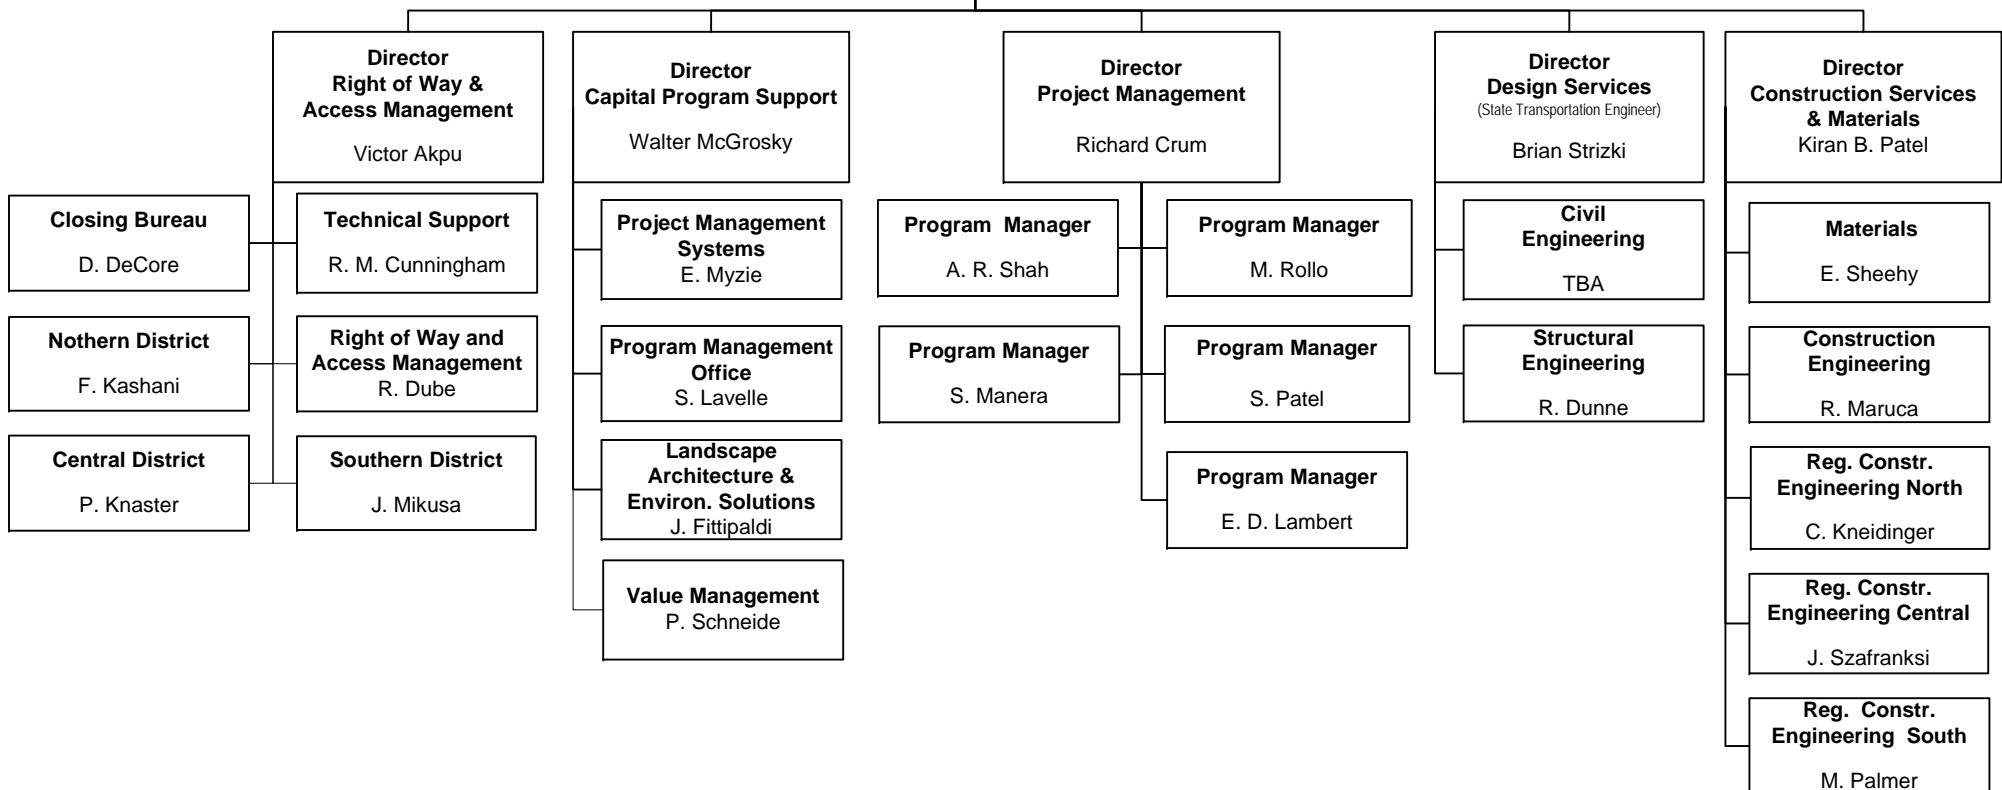 Director
Right of Way &
Access Management
Victor Akpu
Closing Bureau
D. DeCore
Technical Support
R. M. Cunningham
Nothern District
F. Kashani
Right of Way and
Access Management
R. Dube
Central District
P. Knaster
Southern District
J. Mikusa
Director
Capital Program Support
Walter McGrosky
Project Management
Systems
E. Myzie
Program Management
Office
S. Lavelle
Landscape
Architecture &
Environ. Solutions
J. Fittipaldi
Value Management
P. Schneide
Director
Project Management
Richard Crum
Program Manager
A. R. Shah
Program Manager
M. Rollo
Program Manager
S. Manera
Program Manager
S. Patel
Program Manager
E. D. Lambert
Director
Design Services
(State Transportation Engineer)
Brian Strizki
Civil
Engineering
TBA
Structural
Engineering
R. Dunne
Director
Construction Services
& Materials
Kiran B. Patel
Materials
E. Sheehy
Construction
Engineering
R. Maruca
Reg. Constr.
Engineering North
C. Kneidinger
Reg. Constr.
Engineering Central
J. Szafranksi
Reg. Constr.
Engineering South
M. Palmer